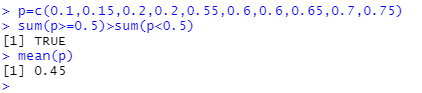 > p=c(0.1,0.15,0.2,0.2,0.55,0.6,0.6,0.65,0.7,0.75)
> sum(p>=0.5)>sum(p<0.5)
[1] TRUE
> mean(p)
[1] 0.45
>